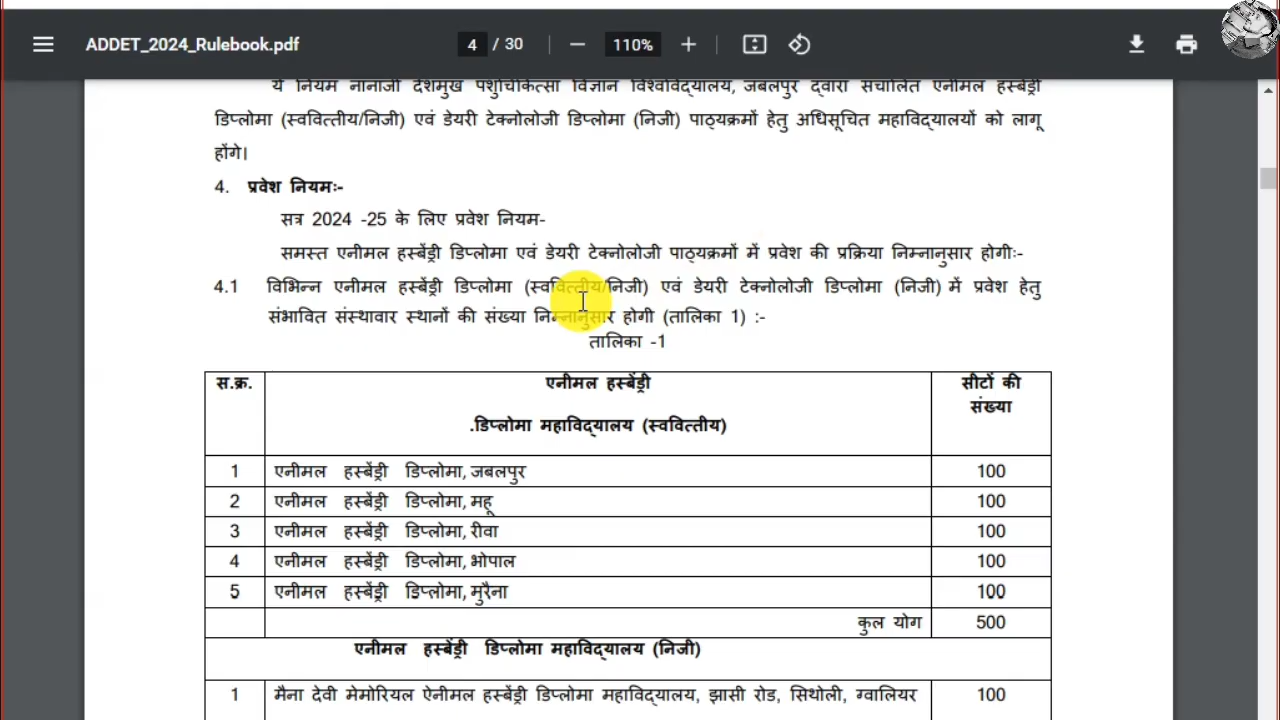 ADDET_2024_Rulebook.pdf 4 / 30 110%
ये नियम नानाजी देशमुख पशुचिकित्सा विज्ञान विश्वविद्यालय, जबलपुर द्वारा संचालित एनीमल हस्बेंड्री
डिप्लोमा (स्ववित्तीय/निजी) एवं डेयरी टेक्नोलोजी डिप्लोमा (निजी) पाठ्यक्रमों हेतु अधिसूचित महाविद्यालयों को लागू
होंगे।
4. प्रवेश नियमः-
सत्र 2024 -25 के लिए प्रवेश नियम-
समस्त एनीमल हस्बेंड्री डिप्लोमा एवं डेयरी टेक्नोलोजी पाठ्यक्रमों में प्रवेश की प्रक्रिया निम्नानुसार होगीः-
4.1 विभिन्न एनीमल हस्बेंड्री डिप्लोमा (स्ववित्तीय/निजी) एवं डेयरी टेक्नोलोजी डिप्लोमा (निजी) में प्रवेश हेतु
संभावित संस्थावार स्थानों की संख्या निम्नानुसार होगी (तालिका 1) :-
तालिका -1
स.क्र. एनीमल हस्बेंड्री सीटों की
संख्या
.डिप्लोमा महाविद्यालय (स्ववित्तीय)
1 एनीमल हस्बेंड्री डिप्लोमा, जबलपुर 100
2 एनीमल हस्बेंड्री डिप्लोमा, महू 100
3 एनीमल हस्बेंड्री डिप्लोमा, रीवा 100
4 एनीमल हस्बेंड्री डिप्लोमा, भोपाल 100
5 एनीमल हस्बेंड्री डिप्लोमा, मुरैना 100
कुल योग 500
एनीमल हस्बेंड्री डिप्लोमा महाविद्यालय (निजी)
1 मैना देवी मेमोरियल ऐनीमल हस्बेंड्री डिप्लोमा महाविद्यालय, झासी रोड, सिथोली, ग्वालियर 100